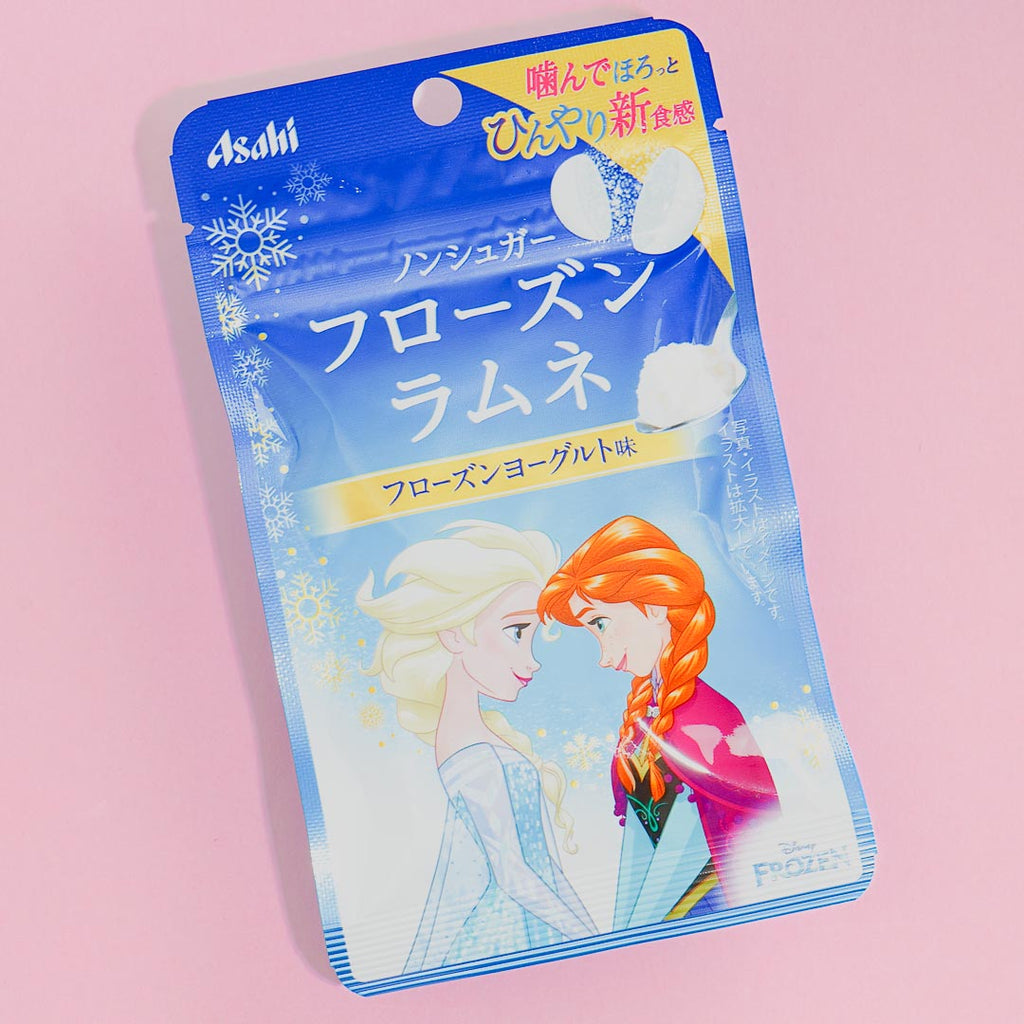 Asahi
噛んでほろっと
ひんやり新食感
ノンシュガー
フローズン
ラムネ
フローズンヨーグルト味
写真・イラストはイメージです。
イラストは拡大しています。
Disney
FROZEN